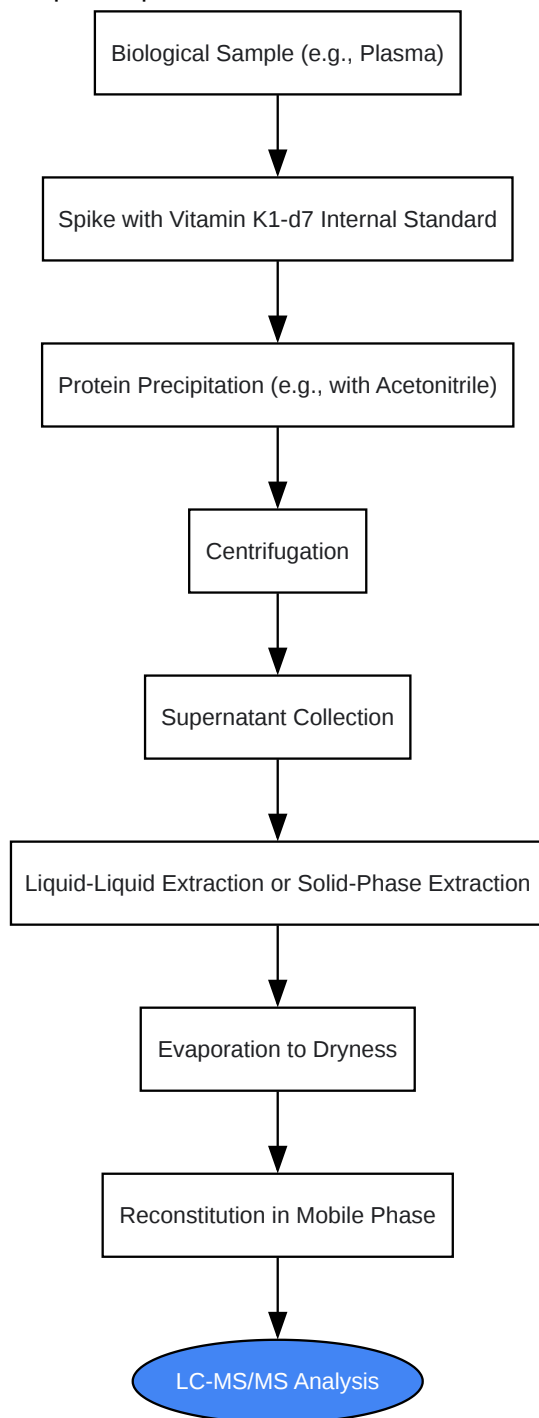 Biological Sample (e.g., Plasma)
Spike with Vitamin K1-d7 Internal Standard
Protein Precipitation (e.g., with Acetonitrile)
Centrifugation
Supernatant Collection
Liquid-Liquid Extraction or Solid-Phase Extraction
Evaporation to Dryness
Reconstitution in Mobile Phase
LC-MS/MS Analysis